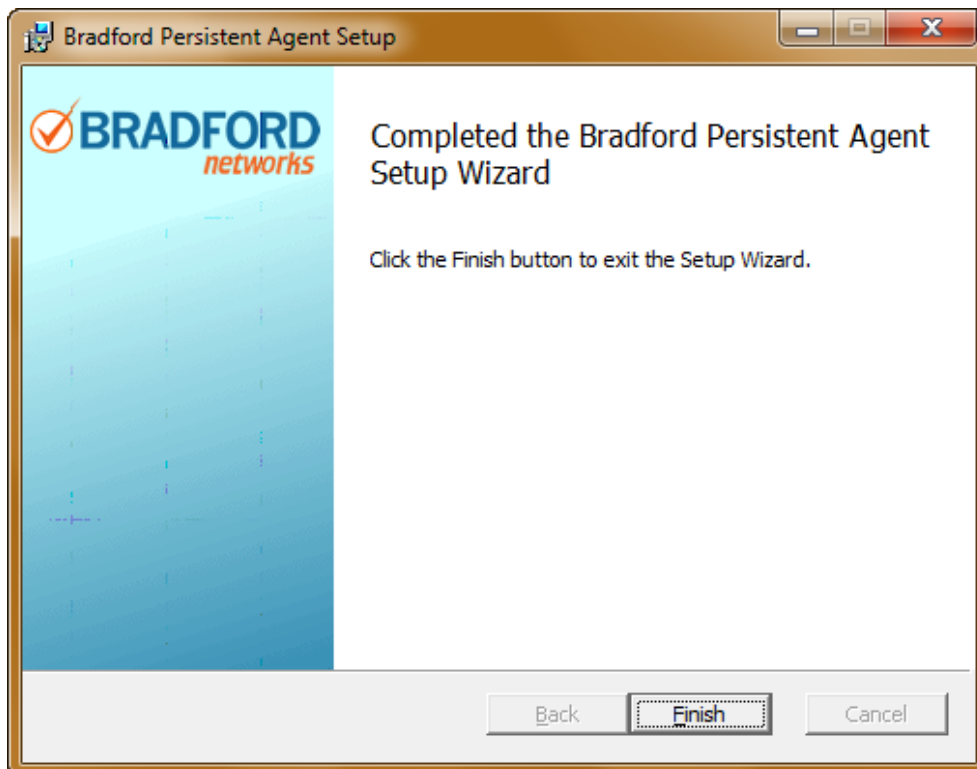 Bradford Persistent Agent Setup
BRADFORD
networks
Completed the Bradford Persistent Agent
Setup Wizard
Click the Finish button to exit the Setup Wizard.
Back Finish Cancel